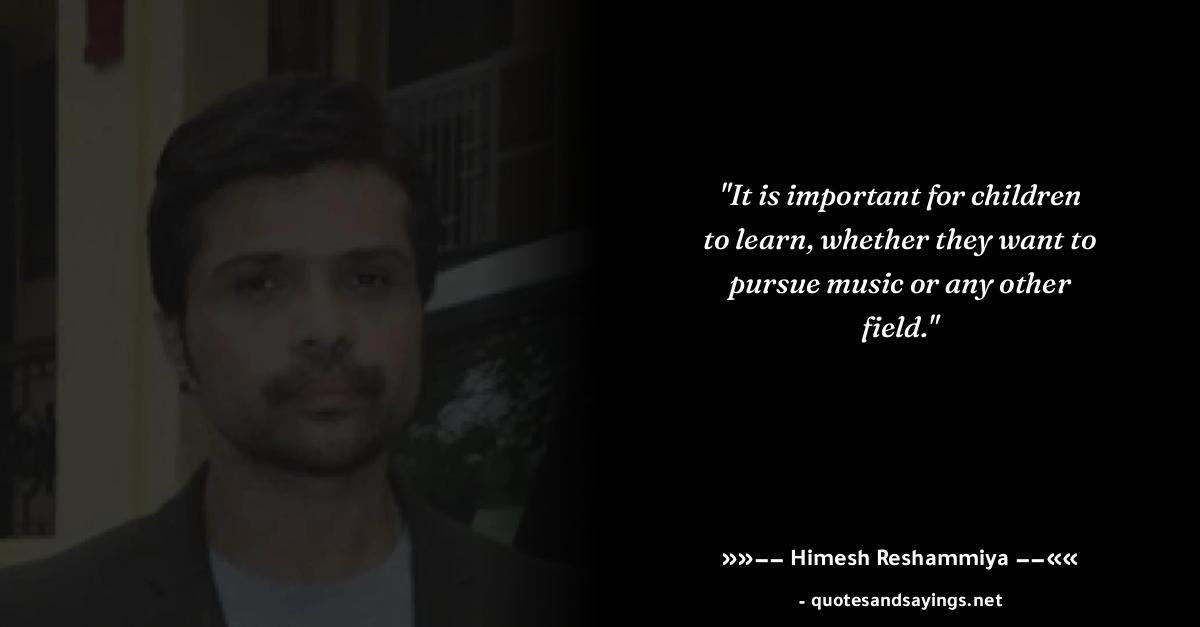 "It is important for children
to learn, whether they want to
pursue music or any other
field."
»»−− Himesh Reshammiya −−««
- quotesandsayings.net